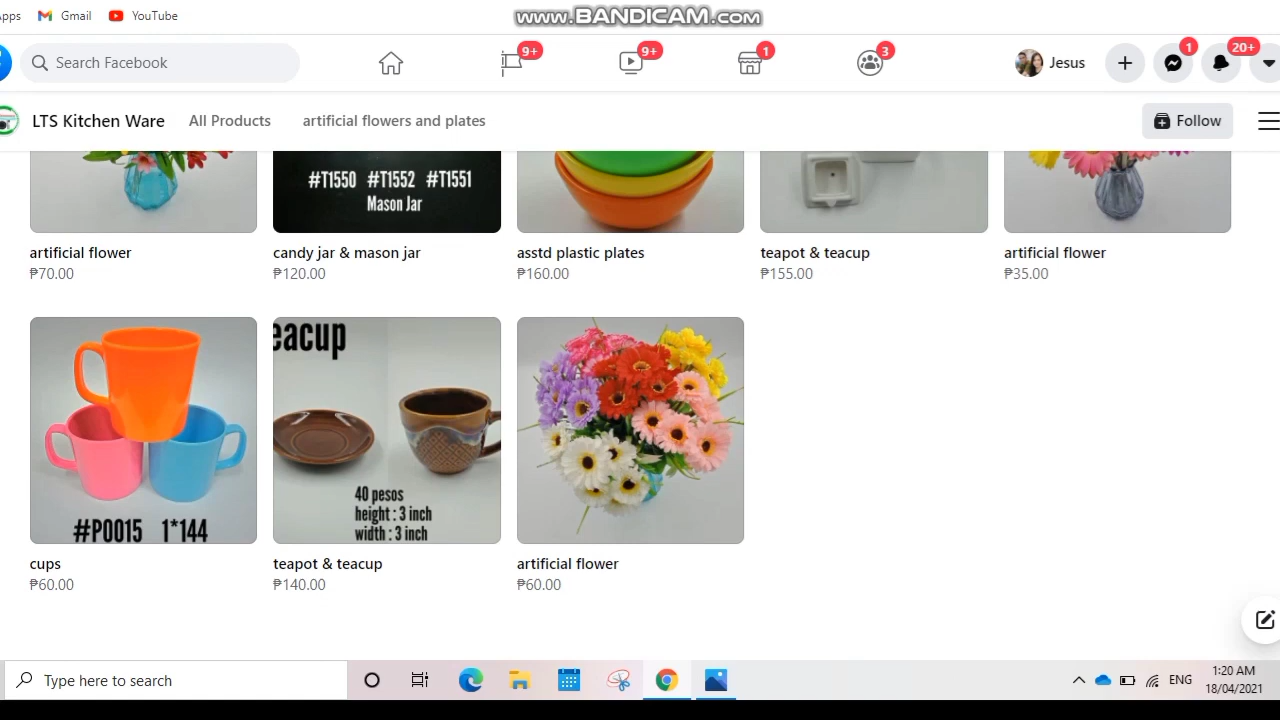 pps Gmail YouTube
www.BANDICAM.com
Search Facebook 9+ 9+ 1 3 Jesus 1 20+
LTS Kitchen Ware All Products artificial flowers and plates Follow
#T1550 #T1552 #T1551
Mason Jar
artificial flower candy jar & mason jar asstd plastic plates teapot & teacup artificial flower
₱70.00 ₱120.00 ₱160.00 ₱155.00 ₱35.00
eacup
40 pesos
height : 3 inch
width : 3 inch
#P0015 1*144
cups teapot & teacup artificial flower
₱60.00 ₱140.00 ₱60.00
Type here to search ENG 1:20 AM
18/04/2021